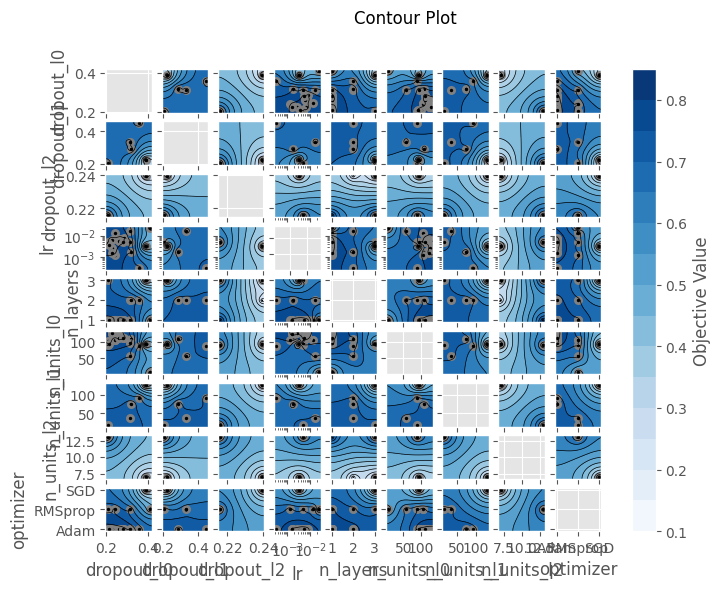 Contour Plot
dropout_l0
0.4
0.2
dropout_l1
0.4
0.2
dropout_l2
0.24
0.22
lr
10⁻²
10⁻³
n_layers
3
2
1
n_units_l0
100
50
n_units_l1
100
50
n_units_l2
12.5
10.0
7.5
optimizer
SGD
RMSprop
Adam
0.2 0.4 0.2 0.4 0.22 0.24 10⁻³ 10⁻² 1 2 3 50 100 50 100 7.5 10.0 12.5 Adam RMSprop SGD
dropout_l0 dropout_l1 dropout_l2 lr n_layers n_units_l0 n_units_l1 n_units_l2 optimizer
0.8
0.7
0.6
0.5
0.4
0.3
0.2
0.1
Objective Value